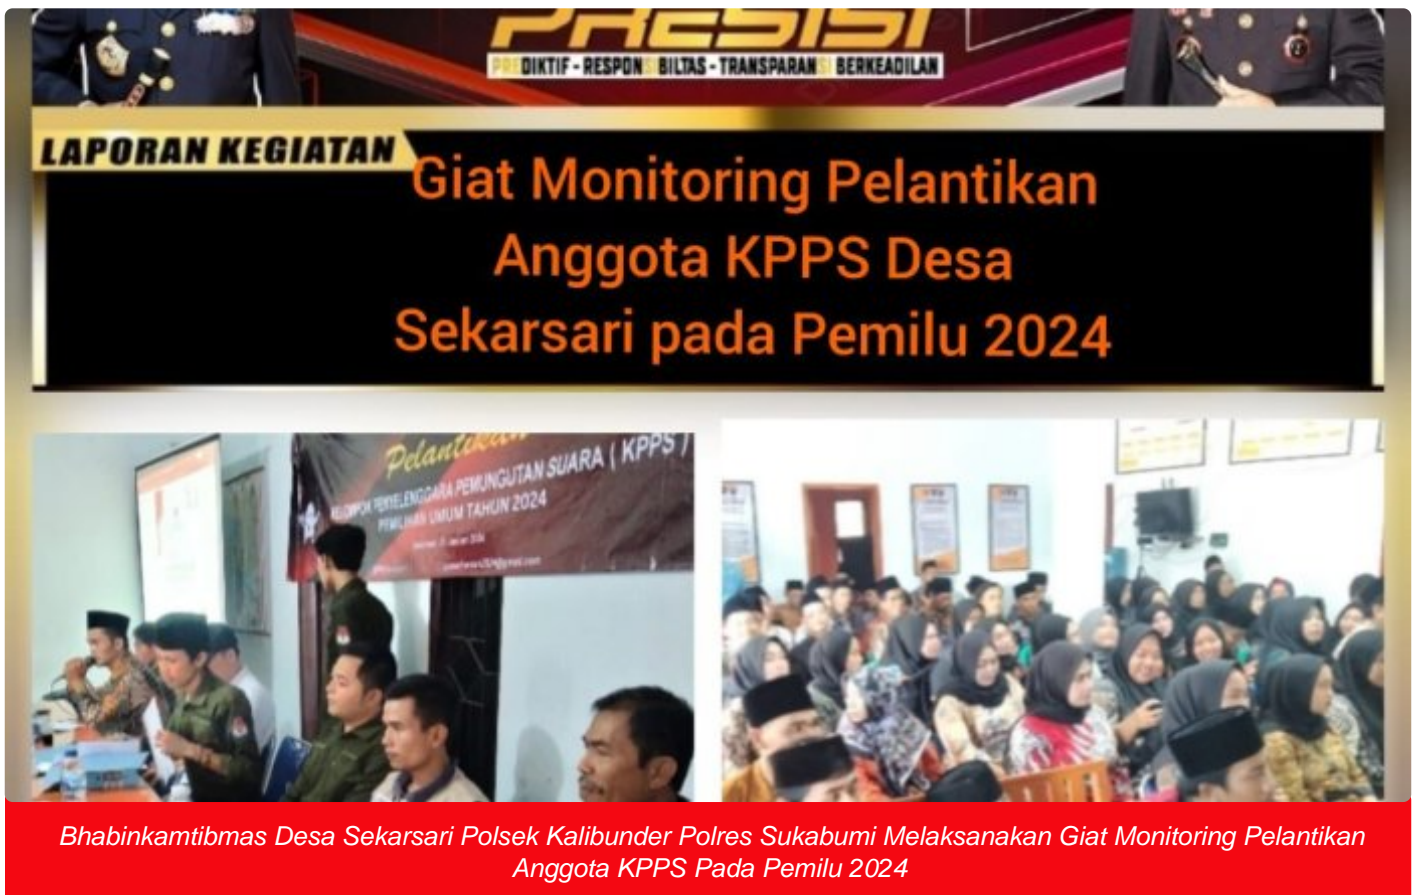 PRESISI
PREDIKTIF - RESPONSIBILTAS - TRANSPARANSI BERKEADILAN
LAPORAN KEGIATAN
Giat Monitoring Pelantikan
Anggota KPPS Desa
Sekarsari pada Pemilu 2024
Pelantikan
KELOMPOK PENYELENGGARA PEMUNGUTAN SUARA ( KPPS )
PEMILIHAN UMUM TAHUN 2024
Bhabinkamtibmas Desa Sekarsari Polsek Kalibunder Polres Sukabumi Melaksanakan Giat Monitoring Pelantikan
Anggota KPPS Pada Pemilu 2024